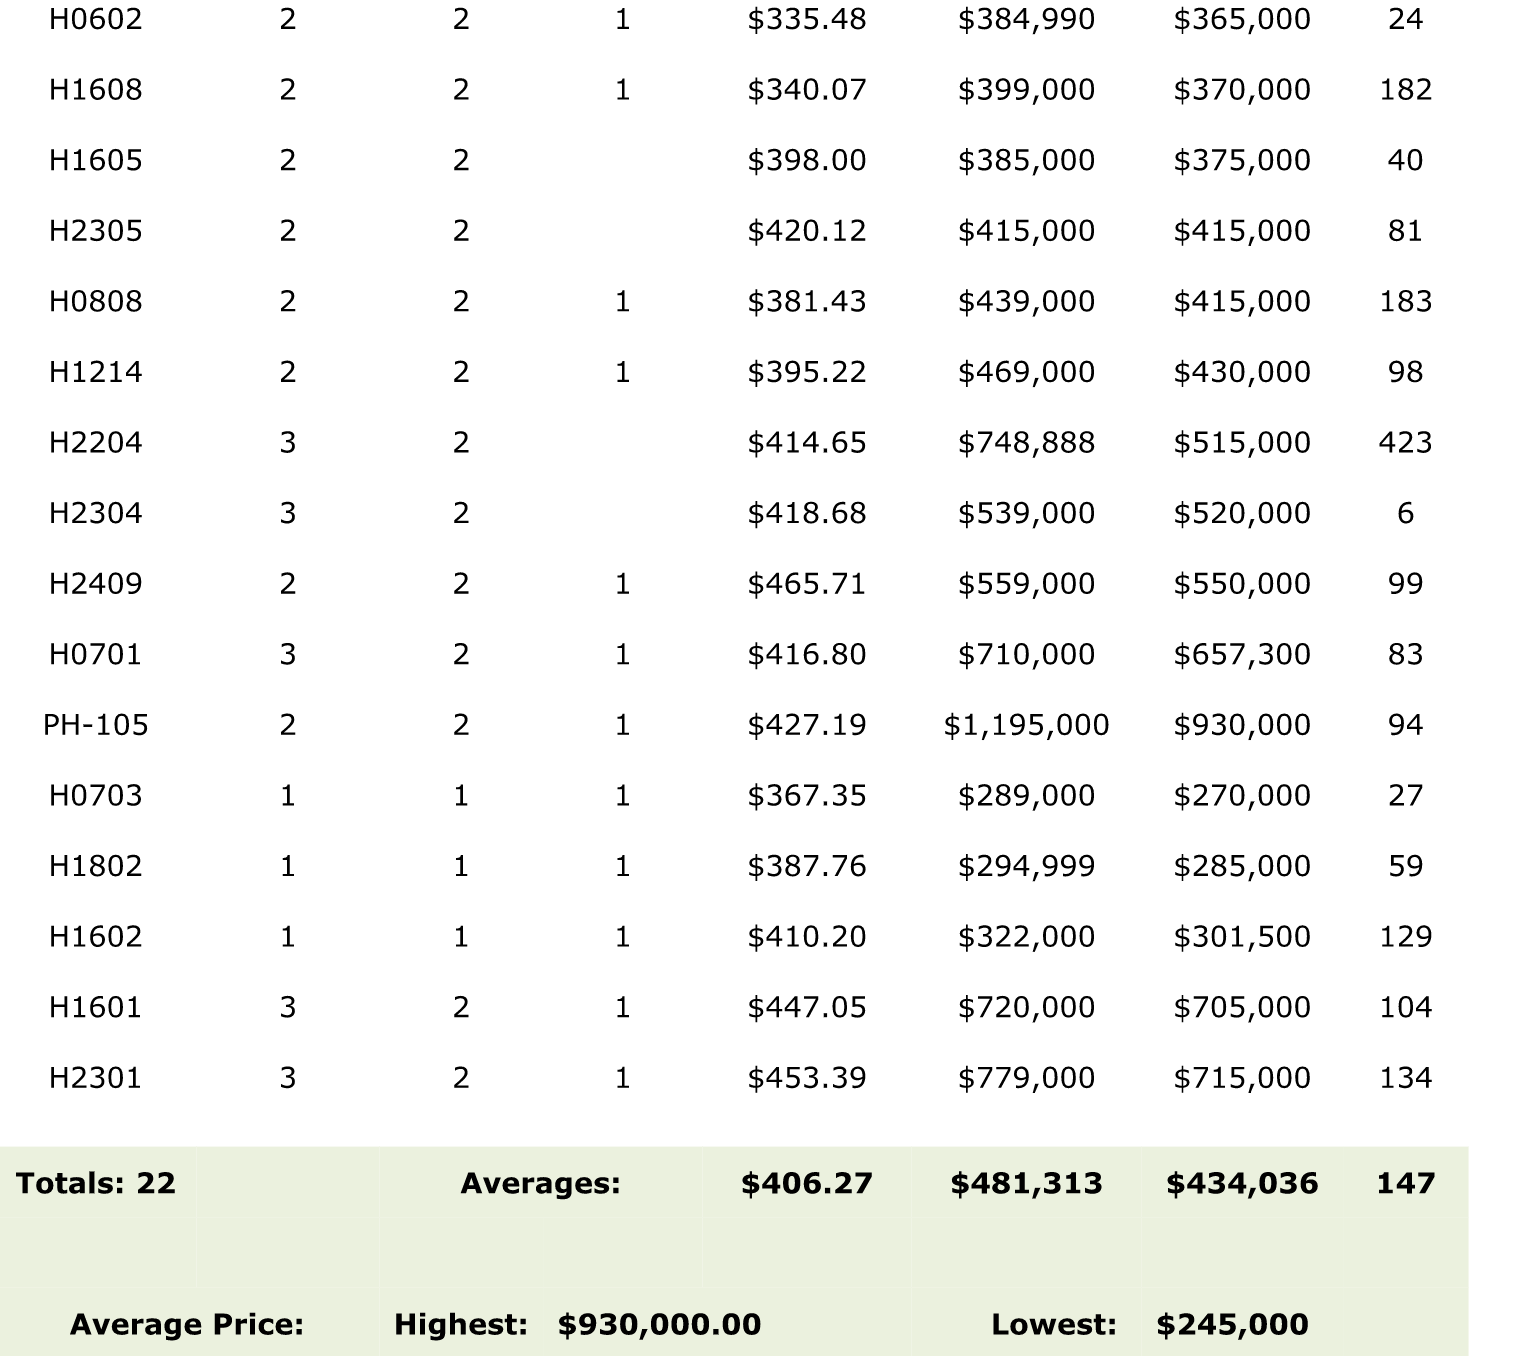 H0602 2 2 1 $335.48 $384,990 $365,000 24
H1608 2 2 1 $340.07 $399,000 $370,000 182
H1605 2 2 $398.00 $385,000 $375,000 40
H2305 2 2 $420.12 $415,000 $415,000 81
H0808 2 2 1 $381.43 $439,000 $415,000 183
H1214 2 2 1 $395.22 $469,000 $430,000 98
H2204 3 2 $414.65 $748,888 $515,000 423
H2304 3 2 $418.68 $539,000 $520,000 6
H2409 2 2 1 $465.71 $559,000 $550,000 99
H0701 3 2 1 $416.80 $710,000 $657,300 83
PH-105 2 2 1 $427.19 $1,195,000 $930,000 94
H0703 1 1 1 $367.35 $289,000 $270,000 27
H1802 1 1 1 $387.76 $294,999 $285,000 59
H1602 1 1 1 $410.20 $322,000 $301,500 129
H1601 3 2 1 $447.05 $720,000 $705,000 104
H2301 3 2 1 $453.39 $779,000 $715,000 134
Totals: 22 Averages: $406.27 $481,313 $434,036 147
Average Price: Highest: $930,000.00 Lowest: $245,000